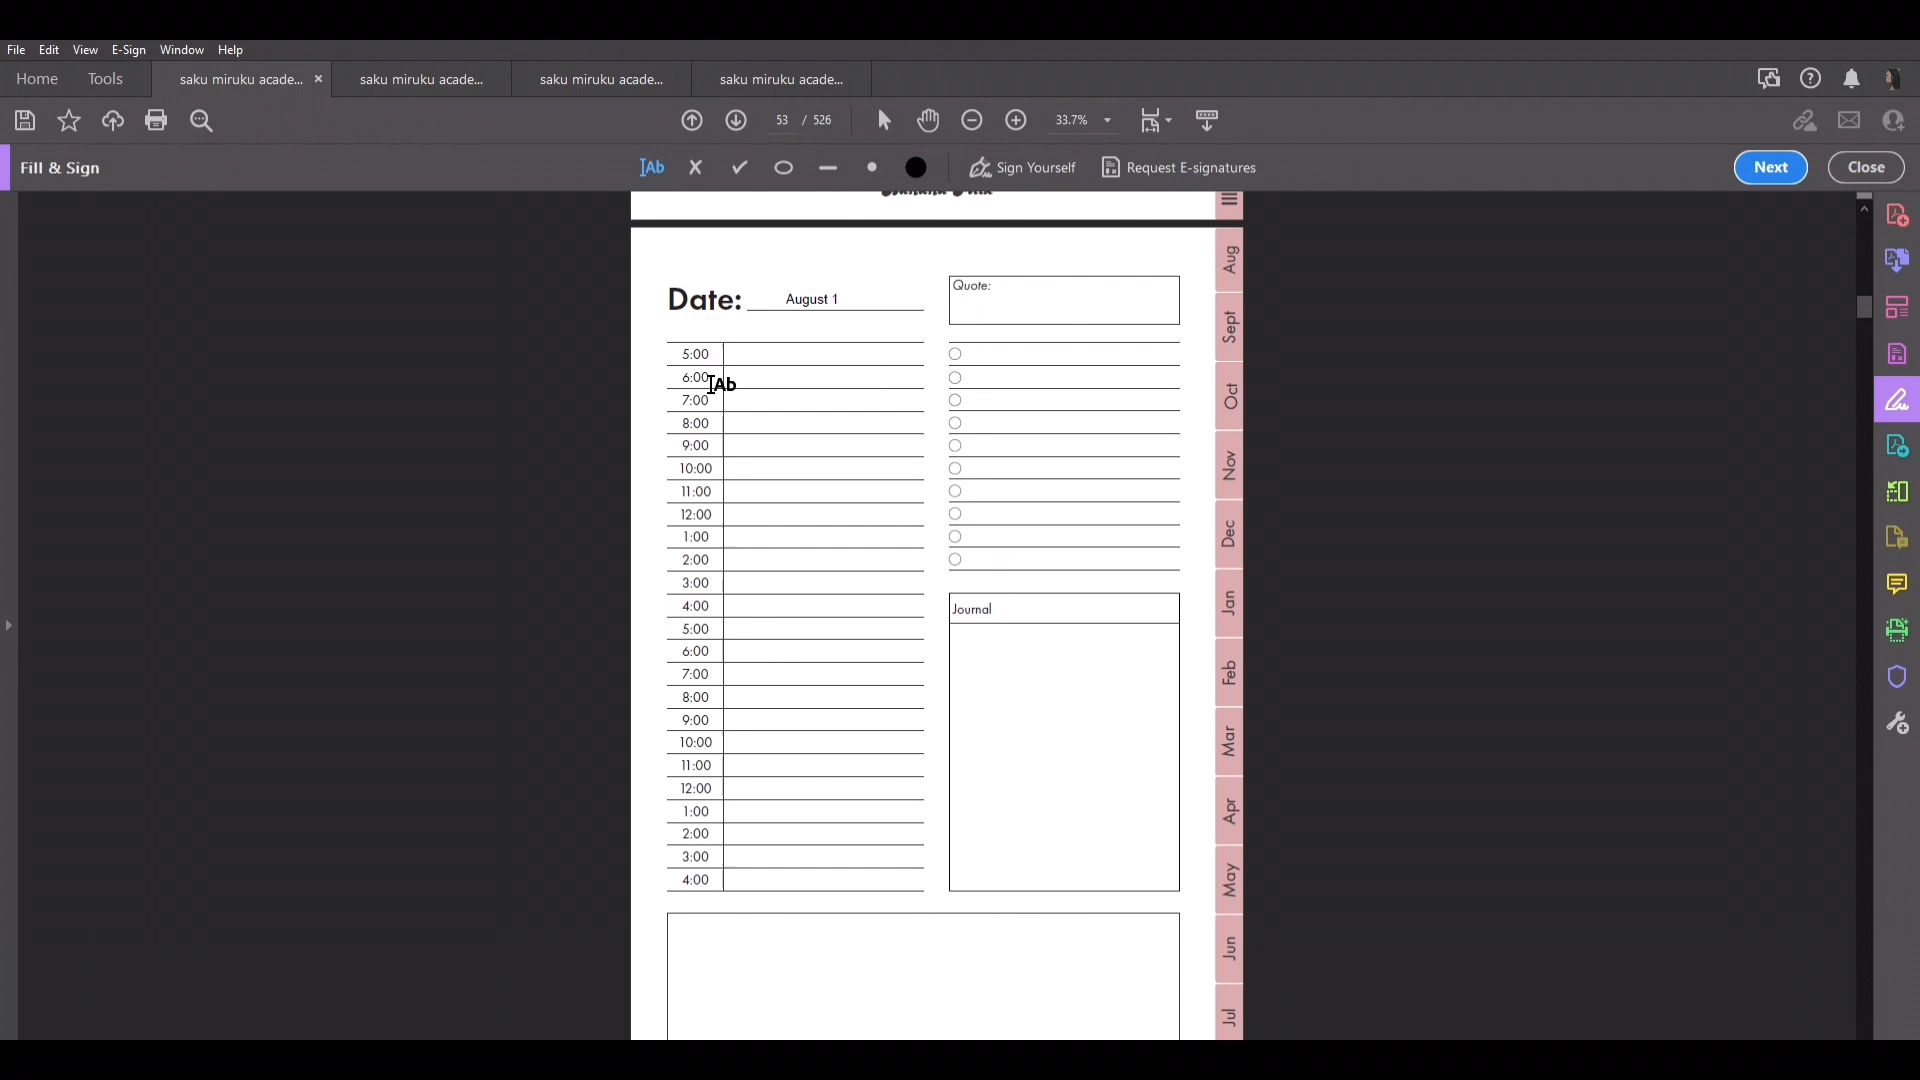 File Edit View E-Sign Window Help
Home Tools saku miruku acade... × saku miruku acade... saku miruku acade... saku miruku acade...
53 / 526 33.7%
Fill & Sign Ab Sign Yourself Request E-signatures Next Close
Date: August 1
Quote:
5:00
6:00
Ab
7:00
8:00
9:00
10:00
11:00
12:00
1:00
2:00
3:00
4:00
5:00
6:00
7:00
8:00
9:00
10:00
11:00
12:00
1:00
2:00
3:00
4:00
Journal
Aug
Sept
Oct
Nov
Dec
Jan
Feb
Mar
Apr
May
Jun
Jul